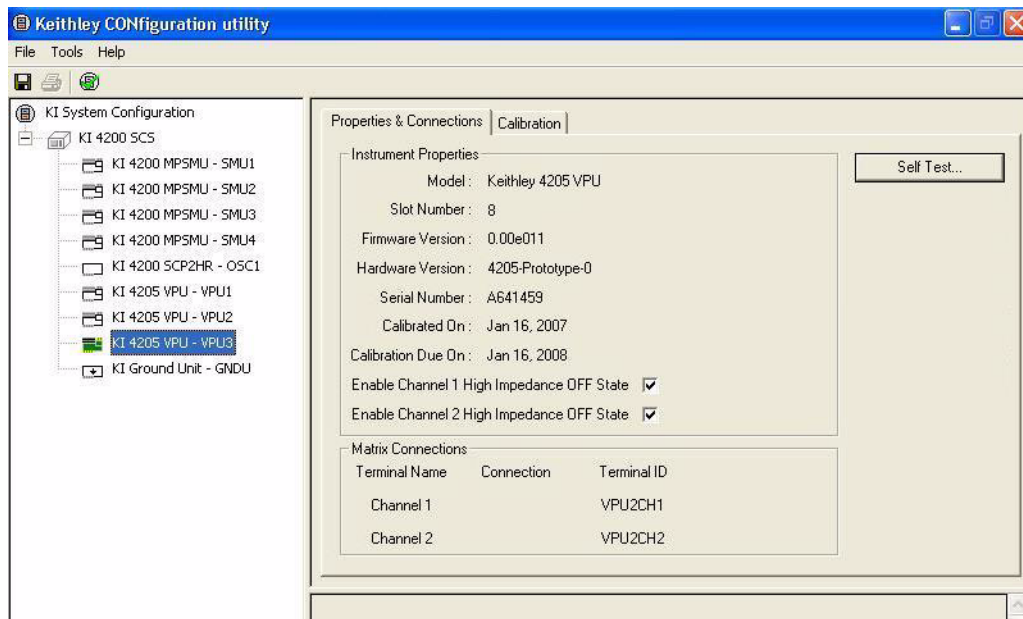 Keithley CONfiguration utility
File Tools Help
KI System Configuration
KI 4200 SCS
KI 4200 MPSMU - SMU1
KI 4200 MPSMU - SMU2
KI 4200 MPSMU - SMU3
KI 4200 MPSMU - SMU4
KI 4200 SCP2HR - OSC1
KI 4205 VPU - VPU1
KI 4205 VPU - VPU2
KI 4205 VPU - VPU3
KI Ground Unit - GNDU
Properties & Connections Calibration
Instrument Properties
Model : Keithley 4205 VPU
Slot Number : 8
Firmware Version : 0.00e011
Hardware Version : 4205-Prototype-0
Serial Number : A641459
Calibrated On : Jan 16, 2007
Calibration Due On : Jan 16, 2008
Enable Channel 1 High Impedance OFF State
Enable Channel 2 High Impedance OFF State
Self Test...
Matrix Connections
Terminal Name Connection Terminal ID
Channel 1 VPU2CH1
Channel 2 VPU2CH2